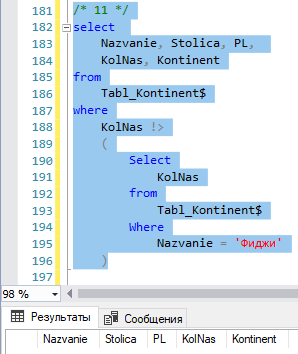 181 /* 11 */
182 select
183 Nazvanie, Stolica, PL,
184 KolNas, Kontinent
185 from
186 Tabl_Kontinent$
187 where
188 KolNas !>
189 (
190 Select
191 KolNas
192 from
193 Tabl_Kontinent$
194 Where
195 Nazvanie = 'Фиджи'
196 )
197
98 %
Результаты Сообщения
Nazvanie Stolica PL KolNas Kontinent